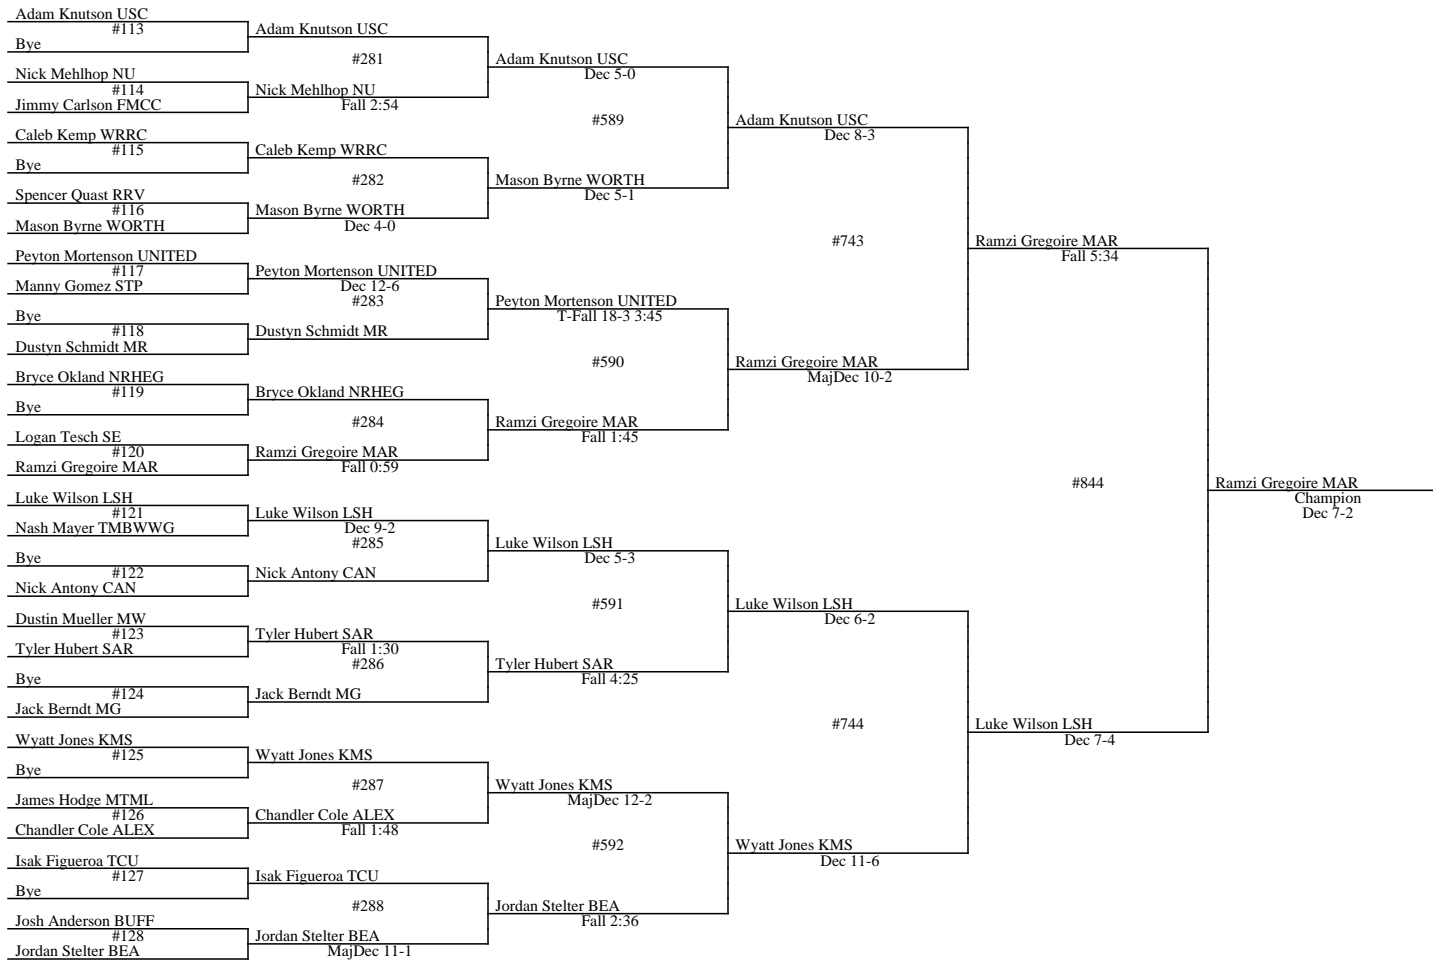 Adam Knutson USC
#113
Bye
Nick Mehlhop NU
#114
Jimmy Carlson FMCC
Caleb Kemp WRRC
#115
Bye
Spencer Quast RRV
#116
Mason Byrne WORTH
Peyton Mortenson UNITED
#117
Manny Gomez STP
Bye
#118
Dustyn Schmidt MR
Bryce Okland NRHEG
#119
Bye
Logan Tesch SE
#120
Ramzi Gregoire MAR
Luke Wilson LSH
#121
Nash Mayer TMBWWG
Bye
#122
Nick Antony CAN
Dustin Mueller MW
#123
Tyler Hubert SAR
Bye
#124
Jack Berndt MG
Wyatt Jones KMS
#125
Bye
James Hodge MTML
#126
Chandler Cole ALEX
Isak Figueroa TCU
#127
Bye
Josh Anderson BUFF
#128
Jordan Stelter BEA
Adam Knutson USC
#281
Nick Mehlhop NU
Fall 2:54
Caleb Kemp WRRC
#282
Mason Byrne WORTH
Dec 4-0
Peyton Mortenson UNITED
Dec 12-6
#283
Dustyn Schmidt MR
Bryce Okland NRHEG
#284
Ramzi Gregoire MAR
Fall 0:59
Luke Wilson LSH
Dec 9-2
#285
Nick Antony CAN
Tyler Hubert SAR
Fall 1:30
#286
Jack Berndt MG
Wyatt Jones KMS
#287
Chandler Cole ALEX
Fall 1:48
Isak Figueroa TCU
#288
Jordan Stelter BEA
MajDec 11-1
Adam Knutson USC
Dec 5-0
#589
Mason Byrne WORTH
Dec 5-1
Peyton Mortenson UNITED
T-Fall 18-3 3:45
#590
Ramzi Gregoire MAR
Fall 1:45
Luke Wilson LSH
Dec 5-3
#591
Tyler Hubert SAR
Fall 4:25
Wyatt Jones KMS
MajDec 12-2
#592
Jordan Stelter BEA
Fall 2:36
Adam Knutson USC
Dec 8-3
#743
Ramzi Gregoire MAR
MajDec 10-2
Luke Wilson LSH
Dec 6-2
#744
Wyatt Jones KMS
Dec 11-6
Ramzi Gregoire MAR
Fall 5:34
#844
Luke Wilson LSH
Dec 7-4
Ramzi Gregoire MAR
Champion
Dec 7-2